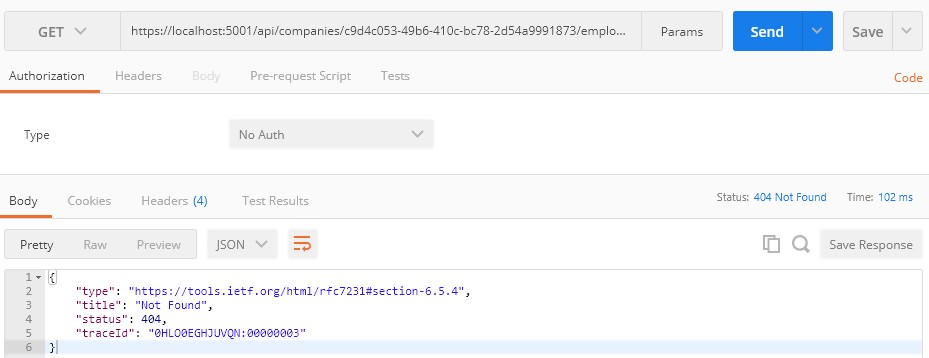 GET https://localhost:5001/api/companies/c9d4c053-49b6-410c-bc78-2d54a9991873/emplo... Params Send Save
Authorization Headers Body Pre-request Script Tests Code
Type No Auth
Body Cookies Headers (4) Test Results Status: 404 Not Found Time: 102 ms
Pretty Raw Preview JSON Save Response
1 {
2 "type": "https://tools.ietf.org/html/rfc7231#section-6.5.4",
3 "title": "Not Found",
4 "status": 404,
5 "traceId": "0HLO0EGHJUVQN:00000003"
6 }